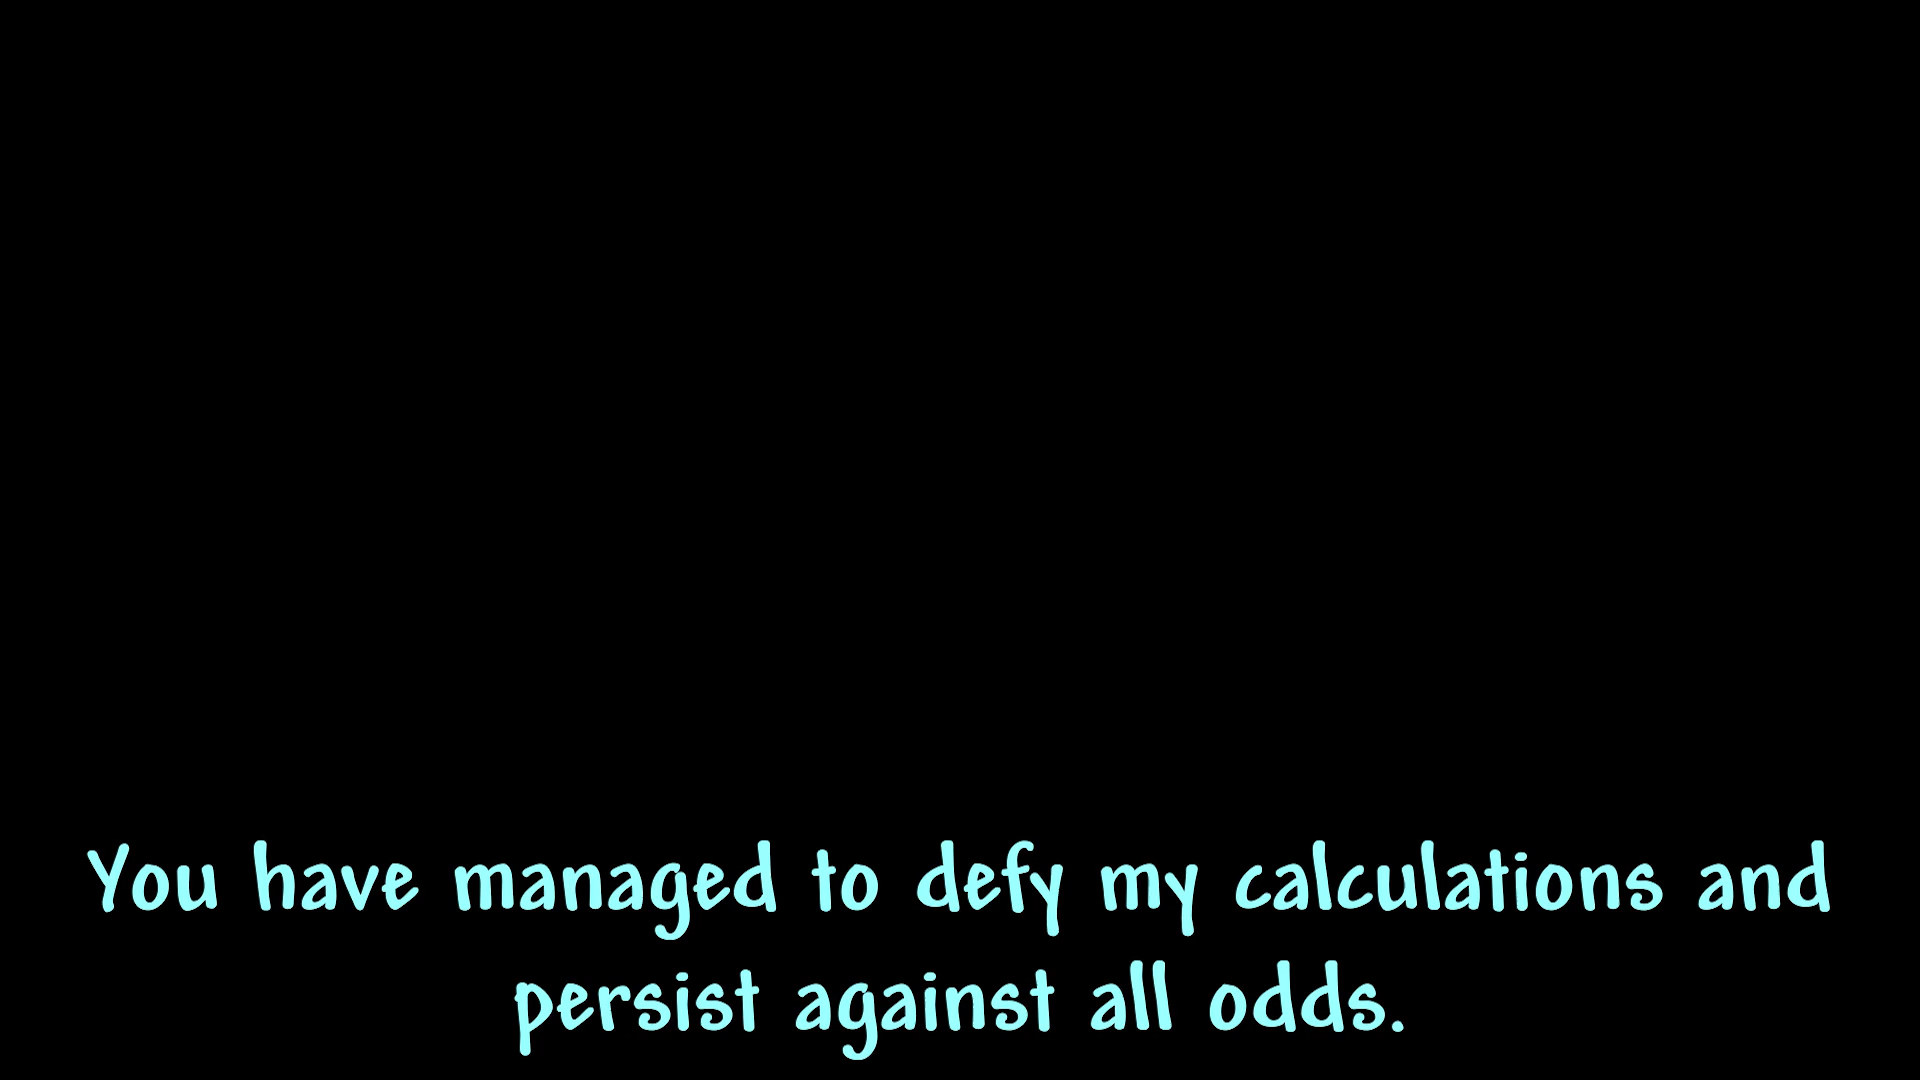 You have managed to defy my calculations and
persist against all odds.